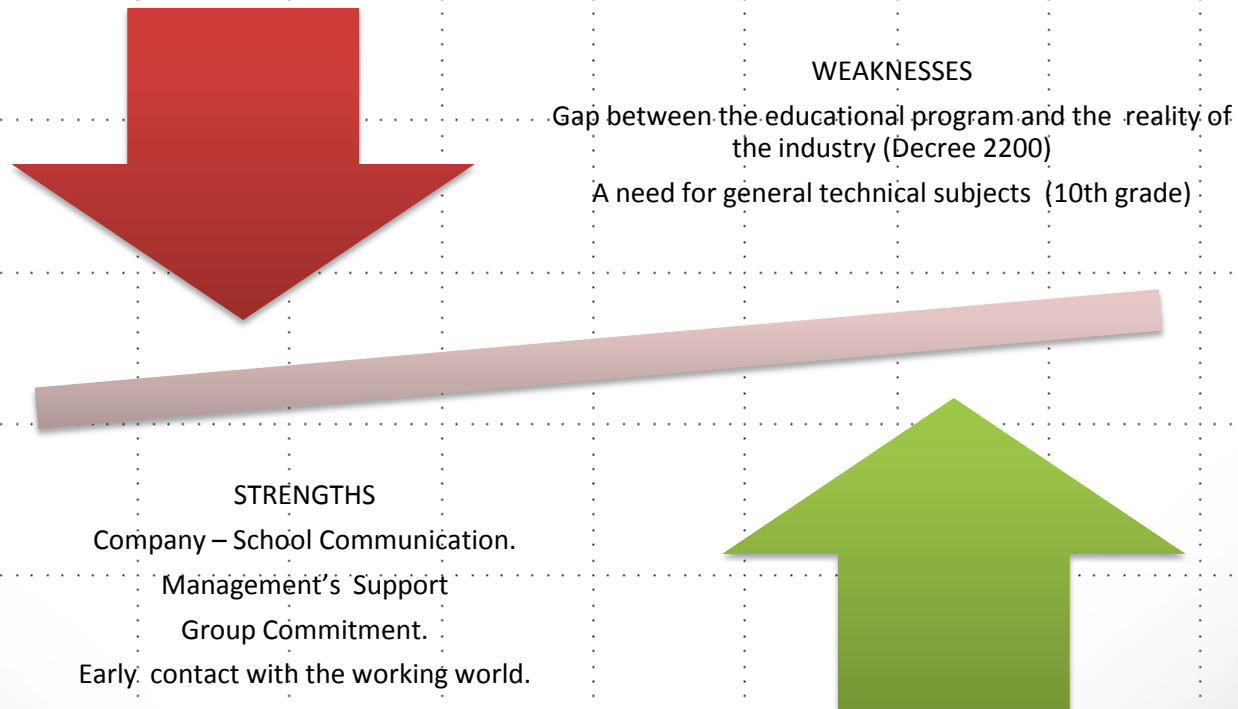 WEAKNESSES
Gap between the educational program and the reality of
the industry (Decree 2200)
A need for general technical subjects (10th grade)
STRENGTHS
Company – School Communication.
Management's Support
Group Commitment.
Early contact with the working world.